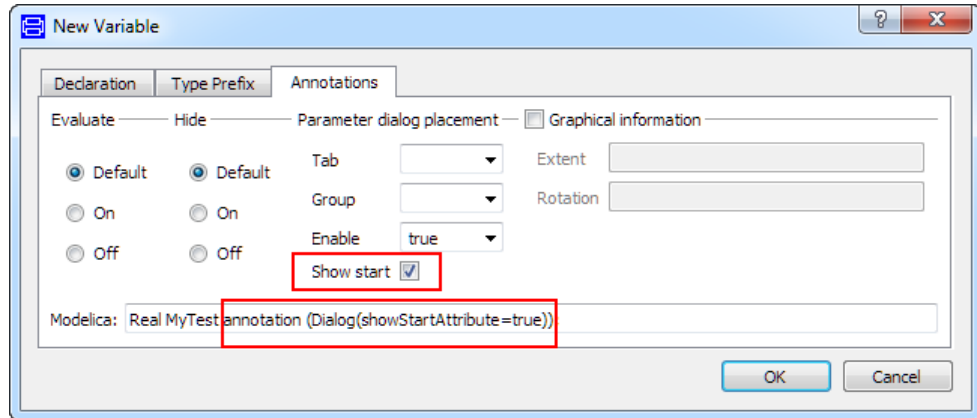 New Variable
Declaration Type Prefix Annotations
Evaluate Hide Parameter dialog placement Graphical information
Default Default Tab Extent
On On Group Rotation
Off Off Enable true
Show start
Modelica: Real MyTest annotation (Dialog(showStartAttribute=true));
OK Cancel